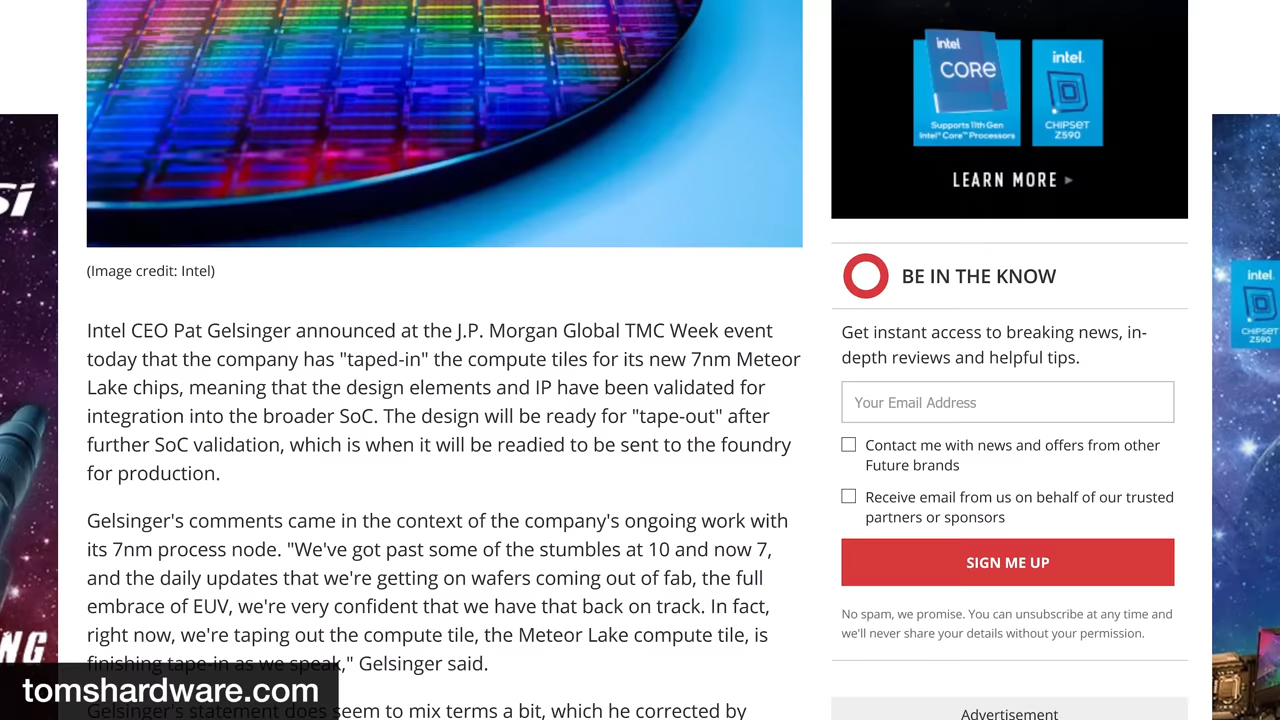 si
NG
(Image credit: Intel)
Intel CEO Pat Gelsinger announced at the J.P. Morgan Global TMC Week event
today that the company has "taped-in" the compute tiles for its new 7nm Meteor
Lake chips, meaning that the design elements and IP have been validated for
integration into the broader SoC. The design will be ready for "tape-out" after
further SoC validation, which is when it will be readied to be sent to the foundry
for production.
Gelsinger's comments came in the context of the company's ongoing work with
its 7nm process node. "We've got past some of the stumbles at 10 and now 7,
and the daily updates that we're getting on wafers coming out of fab, the full
embrace of EUV, we're very confident that we have that back on track. In fact,
right now, we're taping out the compute tile, the Meteor Lake compute tile, is
finishing tape-in as we speak," Gelsinger said.
Gelsinger's statement does seem to mix terms a bit, which he corrected by
tomshardware.com
intel
CORE
Supports 11th Gen
Intel® Core™ Processors
intel.
CHIPSET
Z590
LEARN MORE ▸
BE IN THE KNOW
Get instant access to breaking news, in-
depth reviews and helpful tips.
Your Email Address
Contact me with news and offers from other
Future brands
Receive email from us on behalf of our trusted
partners or sponsors
SIGN ME UP
No spam, we promise. You can unsubscribe at any time and
we'll never share your details without your permission.
Advertisement
intel
CHIPSET
Z590